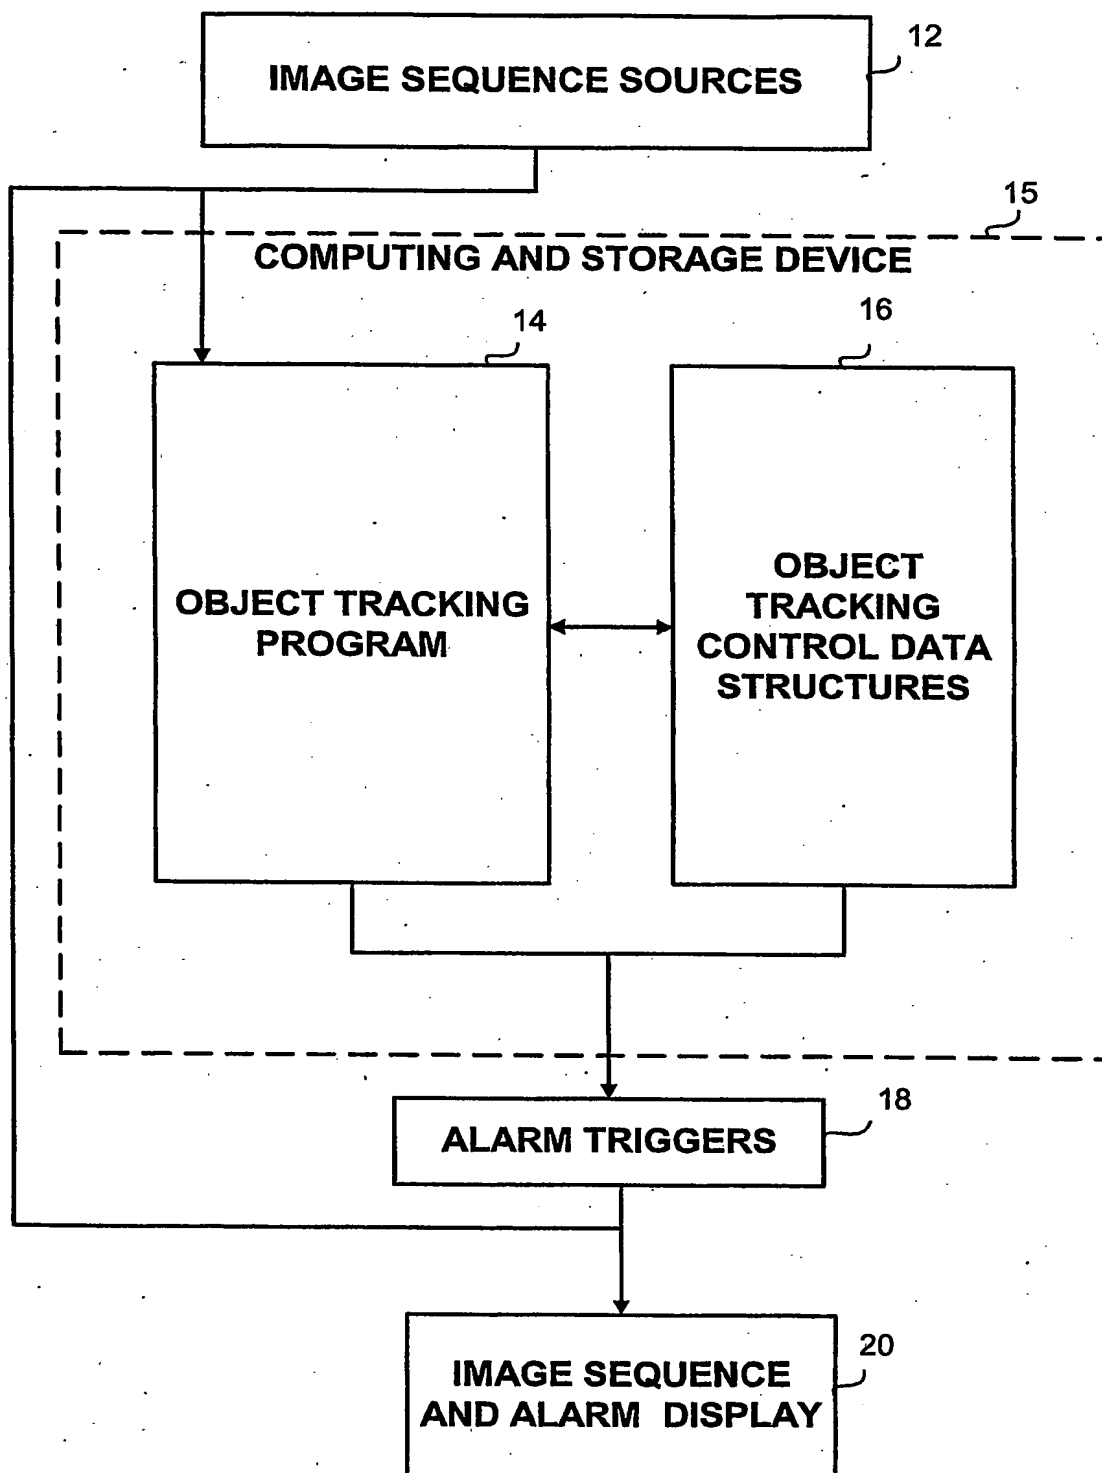 12
IMAGE SEQUENCE SOURCES
15
COMPUTING AND STORAGE DEVICE
14
16
OBJECT TRACKING
PROGRAM
OBJECT
TRACKING
CONTROL DATA
STRUCTURES
18
ALARM TRIGGERS
20
IMAGE SEQUENCE
AND ALARM DISPLAY